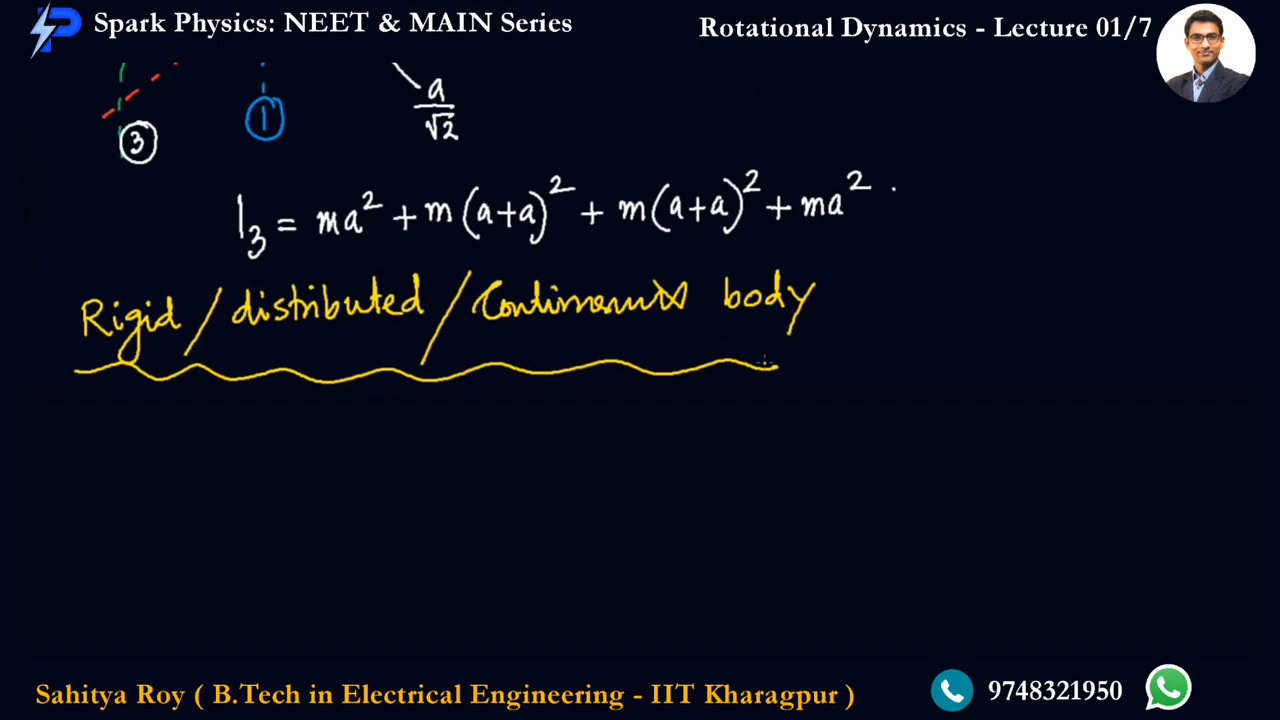 Spark Physics: NEET & MAIN Series
Rotational Dynamics - Lecture 01/7
③ ① a/√2
I₃ = ma² + m(a+a)² + m(a+a)² + ma² .
Rigid / distributed / Continuous body
Sahitya Roy ( B.Tech in Electrical Engineering - IIT Kharagpur )
9748321950